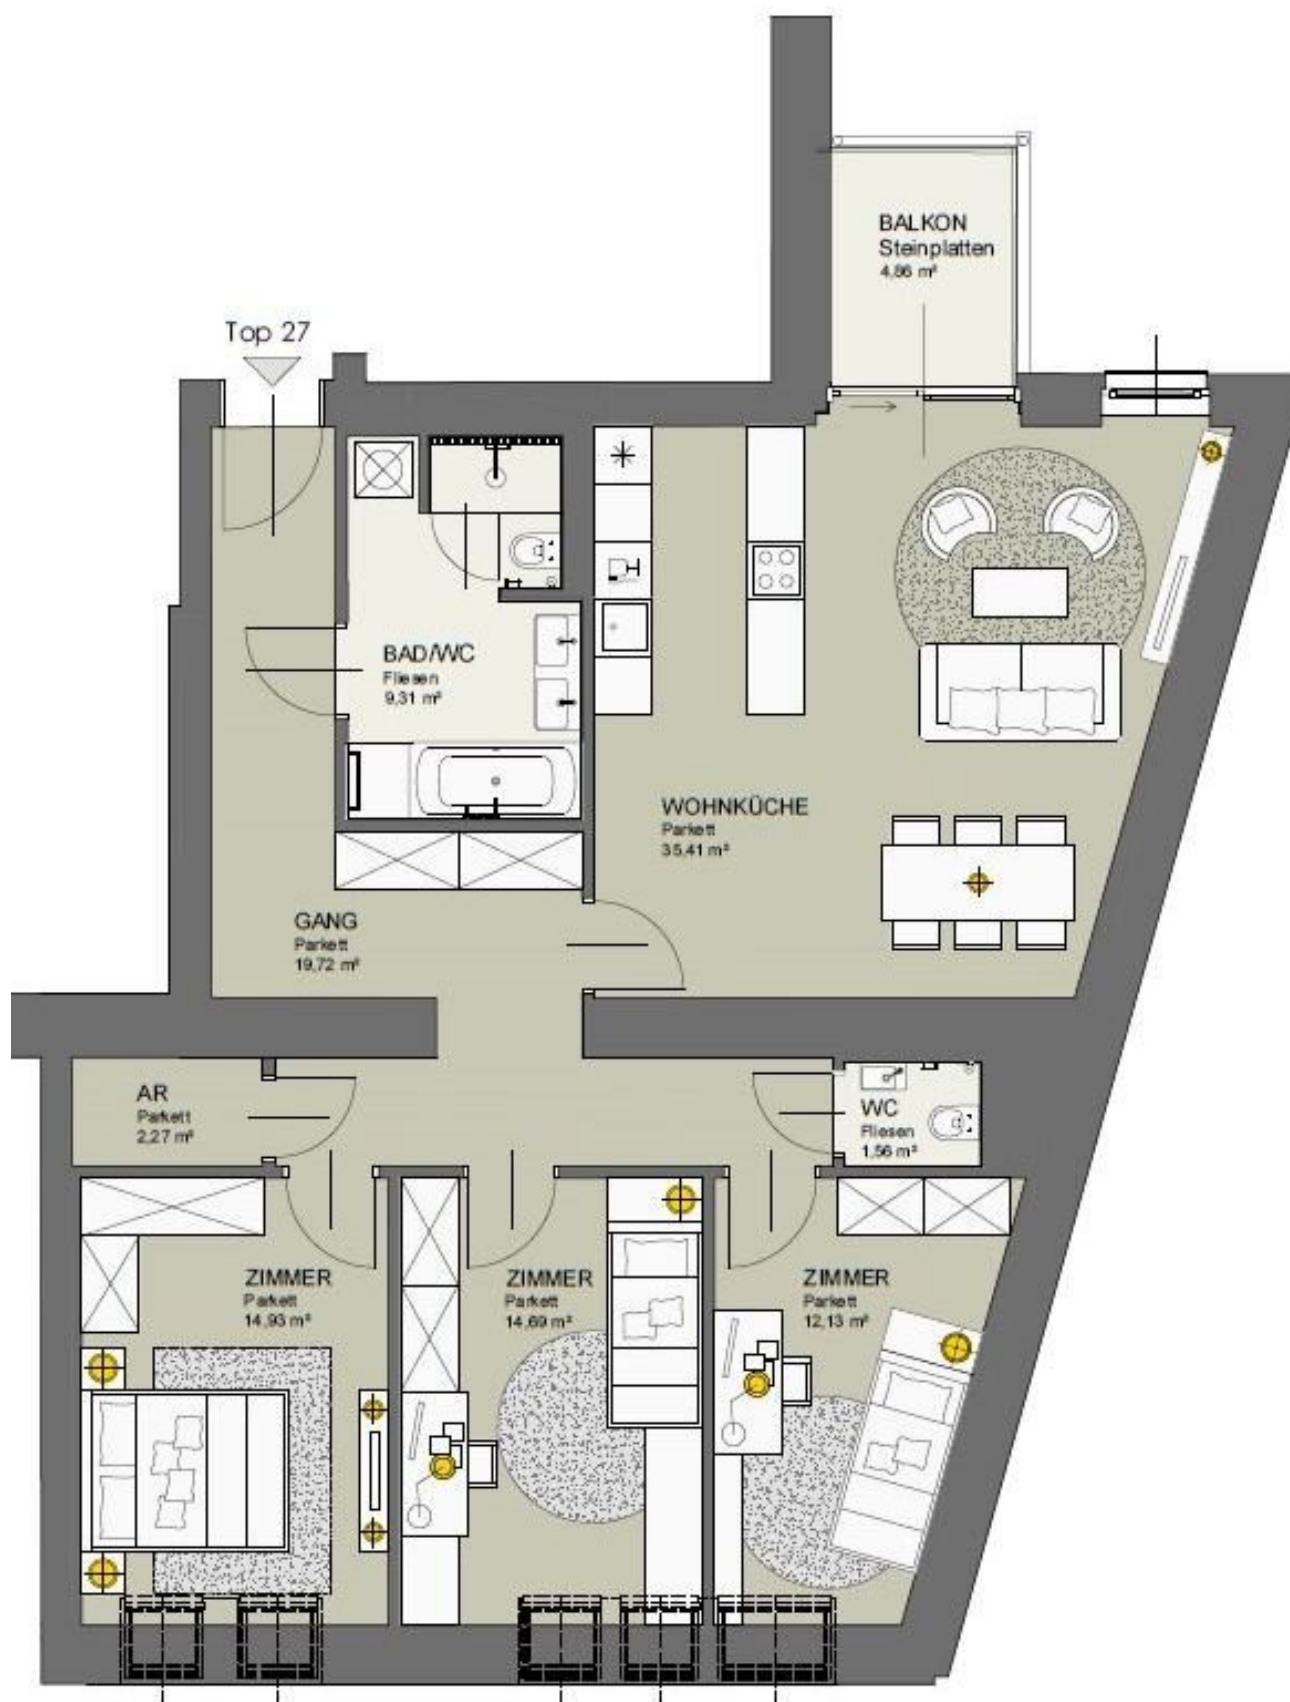 BALKON
Steinplatten
4,86 m²
Top 27
BAD/WC
Fliesen
9,31 m²
WOHNKÜCHE
Parkett
35,41 m²
GANG
Parkett
19,72 m²
AR
Parkett
2,27 m²
WC
Fliesen
1,56 m²
ZIMMER
Parkett
14,93 m²
ZIMMER
Parkett
14,69 m²
ZIMMER
Parkett
12,13 m²